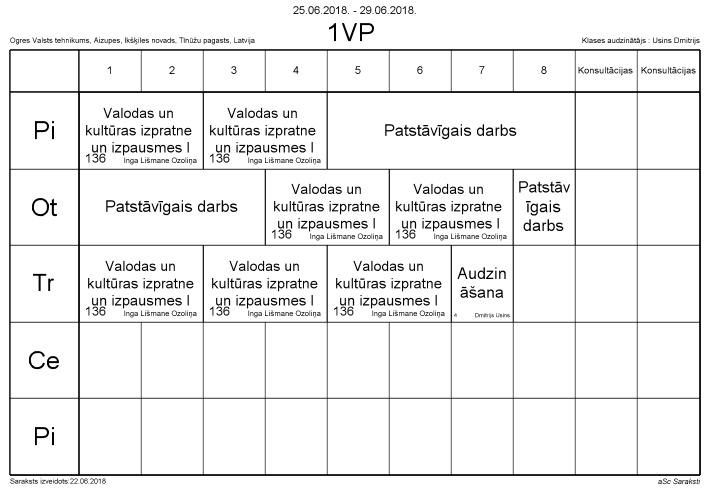 25.06.2018. - 29.06.2018.
Ogres Valsts tehnikums, Aizupes, Ikšķiles novads, Tīnūžu pagasts, Latvija
1VP
Klases audzinātājs : Usins Dmitrijs
1 2 3 4 5 6 7 8 Konsultācijas Konsultācijas
Pi
Valodas un
kultūras izpratne
un izpausmes I
136 Inga Lišmane Ozoliņa
Valodas un
kultūras izpratne
un izpausmes I
136 Inga Lišmane Ozoliņa
Patstāvīgais darbs
Ot
Patstāvīgais darbs
Valodas un
kultūras izpratne
un izpausmes I
136 Inga Lišmane Ozoliņa
Valodas un
kultūras izpratne
un izpausmes I
136 Inga Lišmane Ozoliņa
Patstāv
īgais
darbs
Tr
Valodas un
kultūras izpratne
un izpausmes I
136 Inga Lišmane Ozoliņa
Valodas un
kultūras izpratne
un izpausmes I
136 Inga Lišmane Ozoliņa
Valodas un
kultūras izpratne
un izpausmes I
136 Inga Lišmane Ozoliņa
Audzin
āšana
4 Dmitrijs Usins
Ce
Pi
Saraksts izveidots:22.06.2018
aSc Saraksti